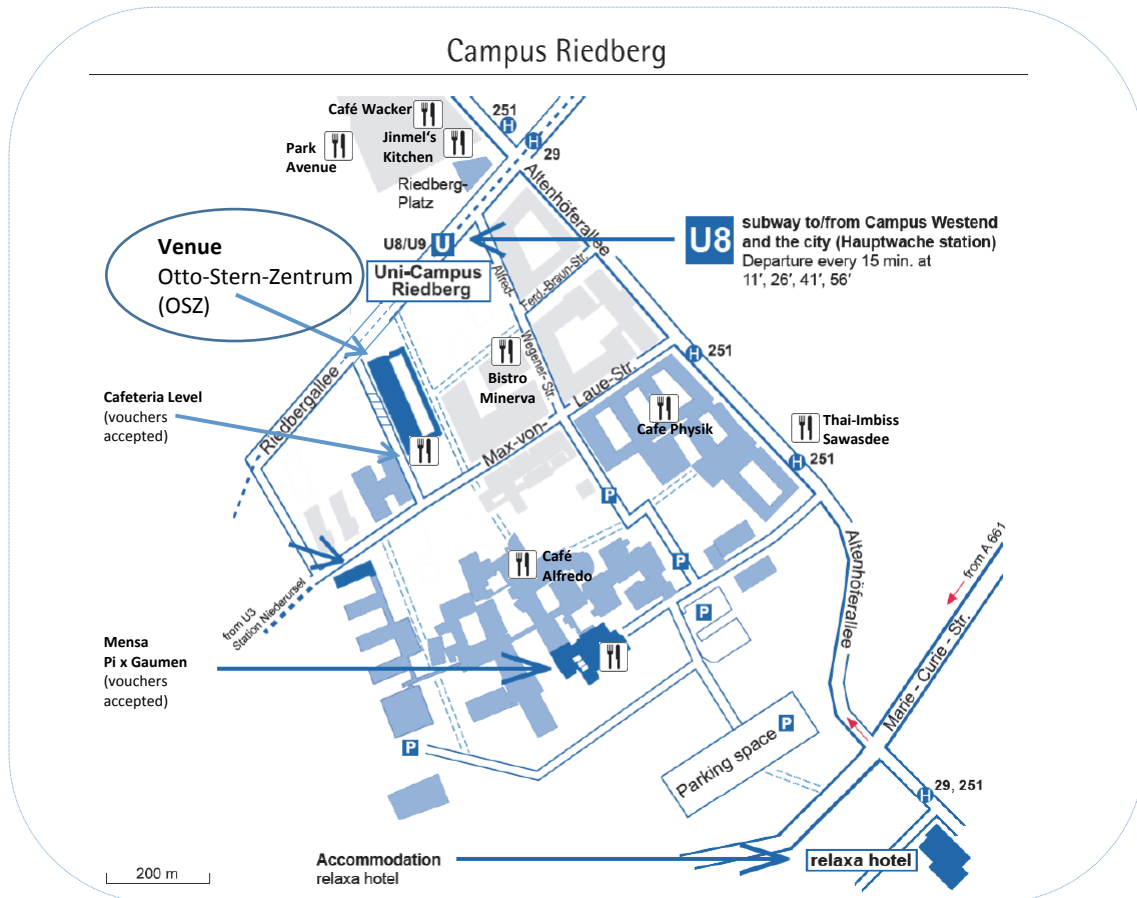 Campus Riedberg
Café Wacker
251
H
Jinmel's
Kitchen
H
29
Park
Avenue
Riedberg-
Platz
Altenhöferallee
Venue
Otto-Stern-Zentrum
(OSZ)
U8/U9
U
Uni-Campus
Riedberg
U8
subway to/from Campus Westend
and the city (Hauptwache station)
Departure every 15 min. at
11′, 26′, 41′, 56′
Alfred-
Wegener-Str.
Ferd.-Braun-Str.
H
251
Bistro
Minerva
Riedbergallee
Cafeteria Level
(vouchers
accepted)
Max-von-
Laue-Str.
Café Physik
Thai-Imbiss
Sawasdee
H
251
P
Café
Alfredo
P
Altenhöferallee
from A 661
from U3
Station Niederursel
P
Mensa
Pi x Gaumen
(vouchers
accepted)
Marie - Curie - Str.
P
Parking space
P
H
29, 251
Accommodation
relaxa hotel
relaxa hotel
200 m